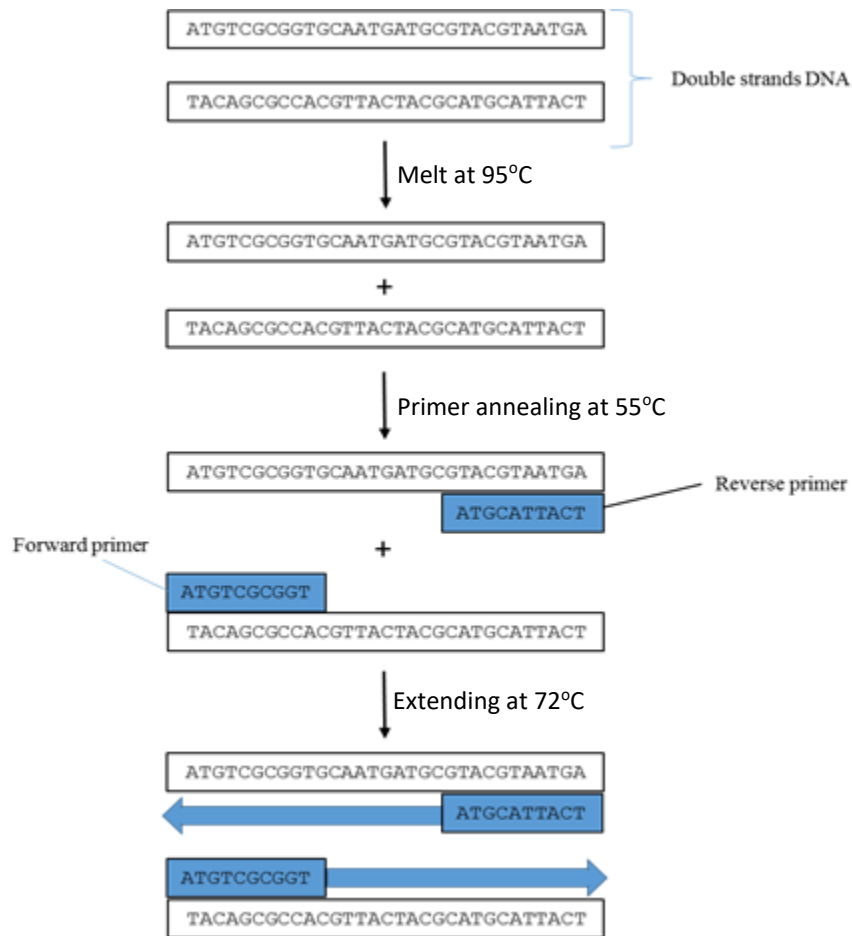 ATGTCGCGGTGCAATGATGCGTACGTAATGA
Double strands DNA
TACAGCGCCACGTTACTACGCATGCATTACT
Melt at 95°C
ATGTCGCGGTGCAATGATGCGTACGTAATGA
+
TACAGCGCCACGTTACTACGCATGCATTACT
Primer annealing at 55°C
ATGTCGCGGTGCAATGATGCGTACGTAATGA
Reverse primer
ATGCATTACT
+
Forward primer
ATGTCGCGGT
TACAGCGCCACGTTACTACGCATGCATTACT
Extending at 72°C
ATGTCGCGGTGCAATGATGCGTACGTAATGA
ATGCATTACT
ATGTCGCGGT
TACAGCGCCACGTTACTACGCATGCATTACT